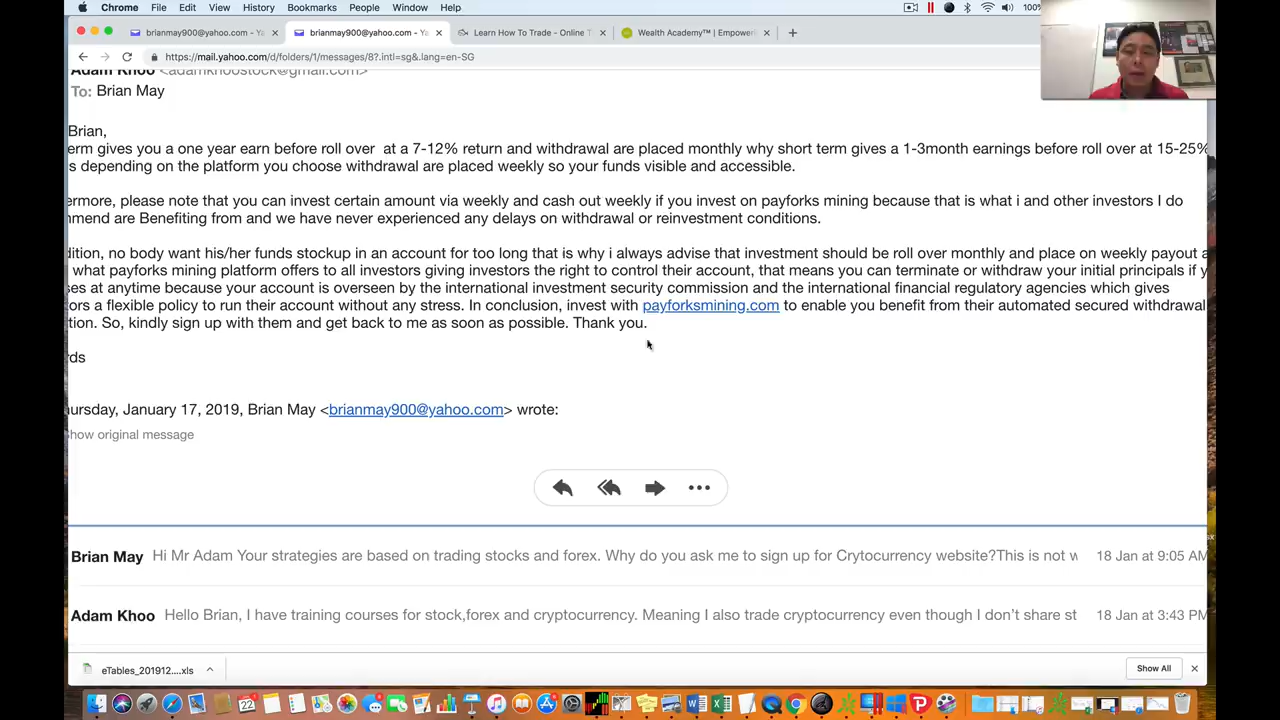 Chrome File Edit View History Bookmarks People Window Help 100%
brianmay900@yahoo.com - Ya × brianmay900@yahoo.com - Ya × Learn How To Trade - Online T × Wealth Academy™ | Empower × +
https://mail.yahoo.com/d/folders/1/messages/8?.intl=sg&.lang=en-SG
Adam Khoo <adamkhoostock@gmail.com>
To: Brian May
Brian,
erm gives you a one year earn before roll over at a 7-12% return and withdrawal are placed monthly why short term gives a 1-3month earnings before roll over at 15-25%
s depending on the platform you choose withdrawal are placed weekly so your funds visible and accessible.
ermore, please note that you can invest certain amount via weekly and cash out weekly if you invest on payforks mining because that is what i and other investors I do
mmend are Benefiting from and we have never experienced any delays on withdrawal or reinvestment conditions.
dition, no body want his/her funds stockup in an account for too long that is why i always advise that investment should be roll over monthly and place on weekly payout a
what payforks mining platform offers to all investors giving investors the right to control their account, that means you can terminate or withdraw your initial principals if y
ses at anytime because your account is overseen by the international investment security commission and the international financial regulatory agencies which gives
ors a flexible policy to run their account without any stress. In conclusion, invest with payforksmining.com to enable you benefit from their automated secured withdrawal
tion. So, kindly sign up with them and get back to me as soon as possible. Thank you.
rds
ursday, January 17, 2019, Brian May <brianmay900@yahoo.com> wrote:
how original message
Brian May Hi Mr Adam Your strategies are based on trading stocks and forex. Why do you ask me to sign up for Crytocurrency website?This is not w 18 Jan at 9:05 AM
Adam Khoo Hello Brian, I have training courses for stock,forex and cryptocurrency. Meaning I also trade cryptocurrency even though I don't share st 18 Jan at 3:43 PM
eTables_201912....xls Show All